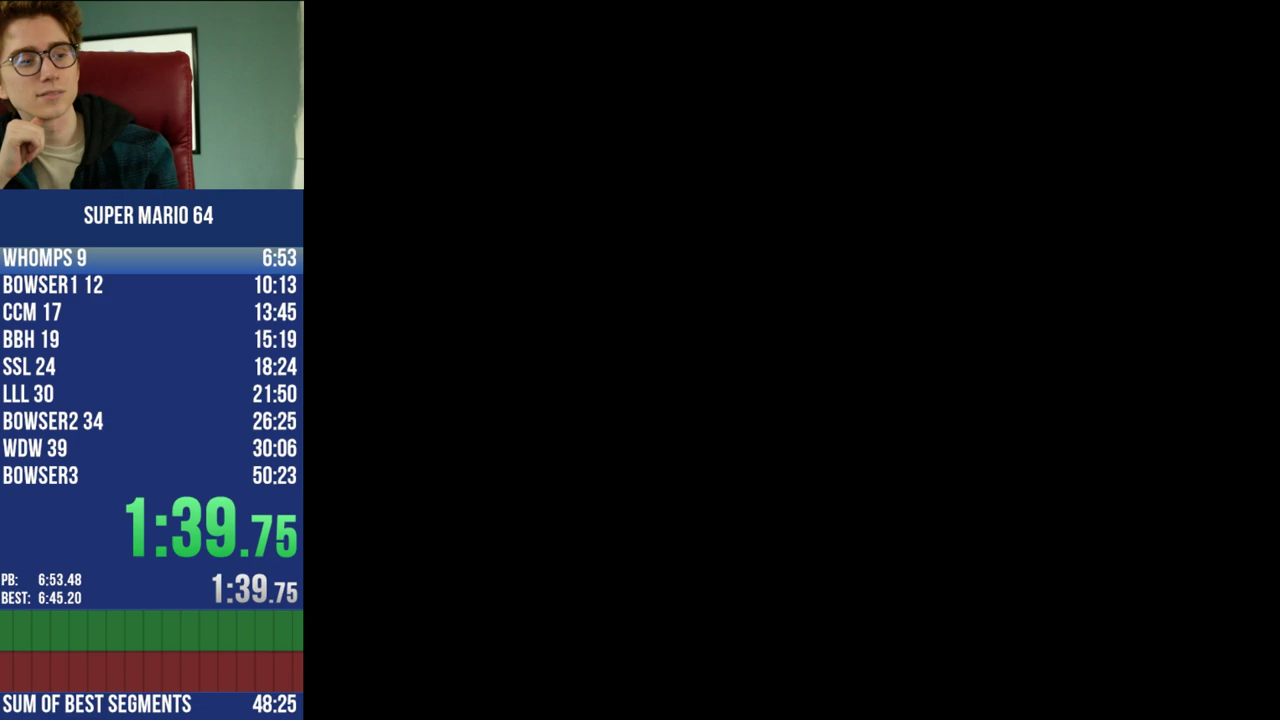 SUPER MARIO 64
WHOMPS 9 6:53
BOWSER1 12 10:13
CCM 17 13:45
BBH 19 15:19
SSL 24 18:24
LLL 30 21:50
BOWSER2 34 26:25
WDW 39 30:06
BOWSER3 50:23
1:39.75
PB: 6:53.48 1:39.75
BEST: 6:45.20
SUM OF BEST SEGMENTS 48:25